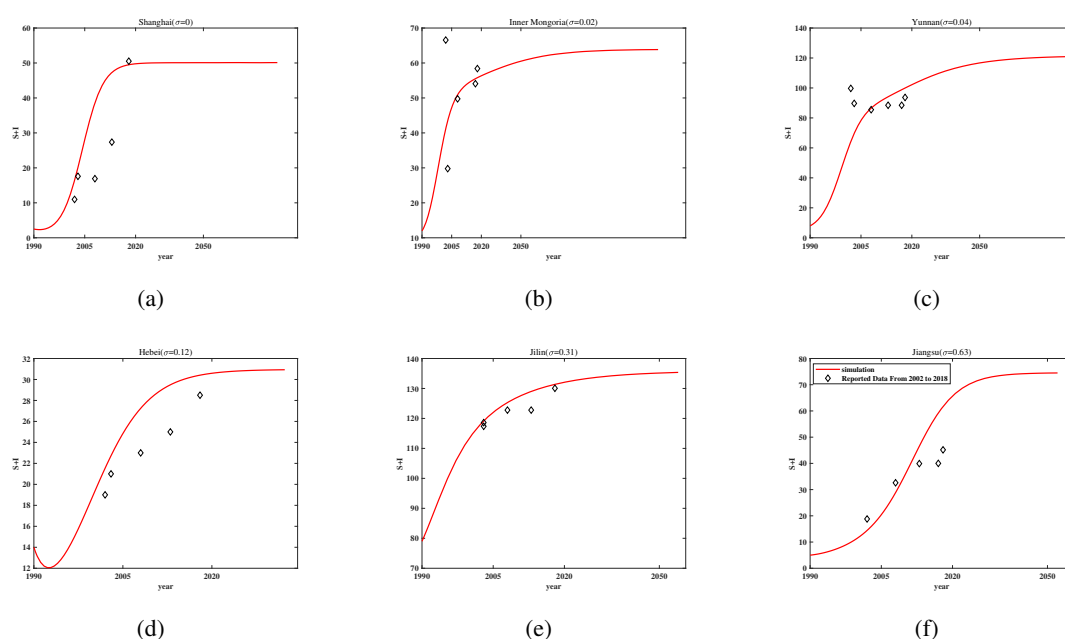 Shanghai(σ=0)
60
50
40
30
20
10
0
S+I
1990
2005
2020
2050
year
(a)
Inner Mongoria(σ=0.02)
70
60
50
40
30
20
10
S+I
1990
2005
2020
2050
year
(b)
Yunnan(σ=0.04)
140
120
100
80
60
40
20
0
S+I
1990
2005
2020
2050
year
(c)
Hebei(σ=0.12)
32
30
28
26
24
22
20
18
16
14
12
S+I
1990
2005
2020
year
(d)
Jilin(σ=0.31)
140
130
120
110
100
90
80
70
S+I
1990
2005
2020
2050
year
(e)
Jiangsu(σ=0.63)
80
70
60
50
40
30
20
10
0
S+I
simulation
Reported Data From 2002 to 2018
1990
2005
2020
2050
year
(f)